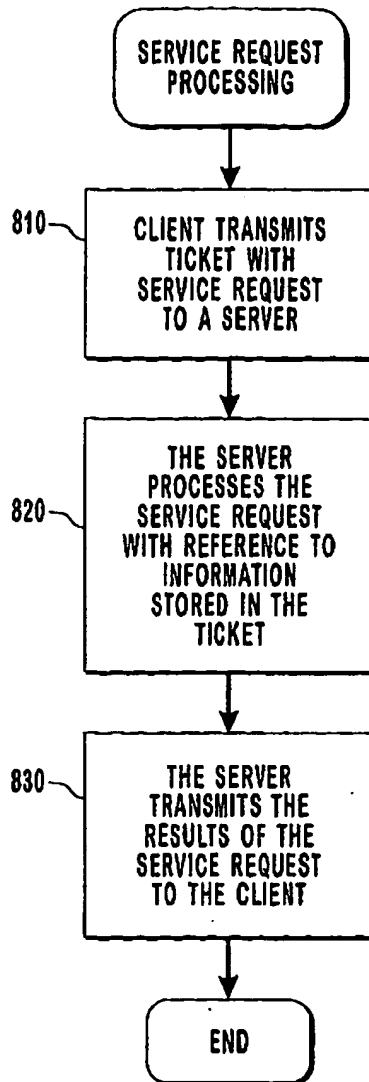 SERVICE REQUEST
PROCESSING
810
CLIENT TRANSMITS
TICKET WITH
SERVICE REQUEST
TO A SERVER
820
THE SERVER
PROCESSES THE
SERVICE REQUEST
WITH REFERENCE TO
INFORMATION
STORED IN THE
TICKET
830
THE SERVER
TRANSMITS THE
RESULTS OF THE
SERVICE REQUEST
TO THE CLIENT
END